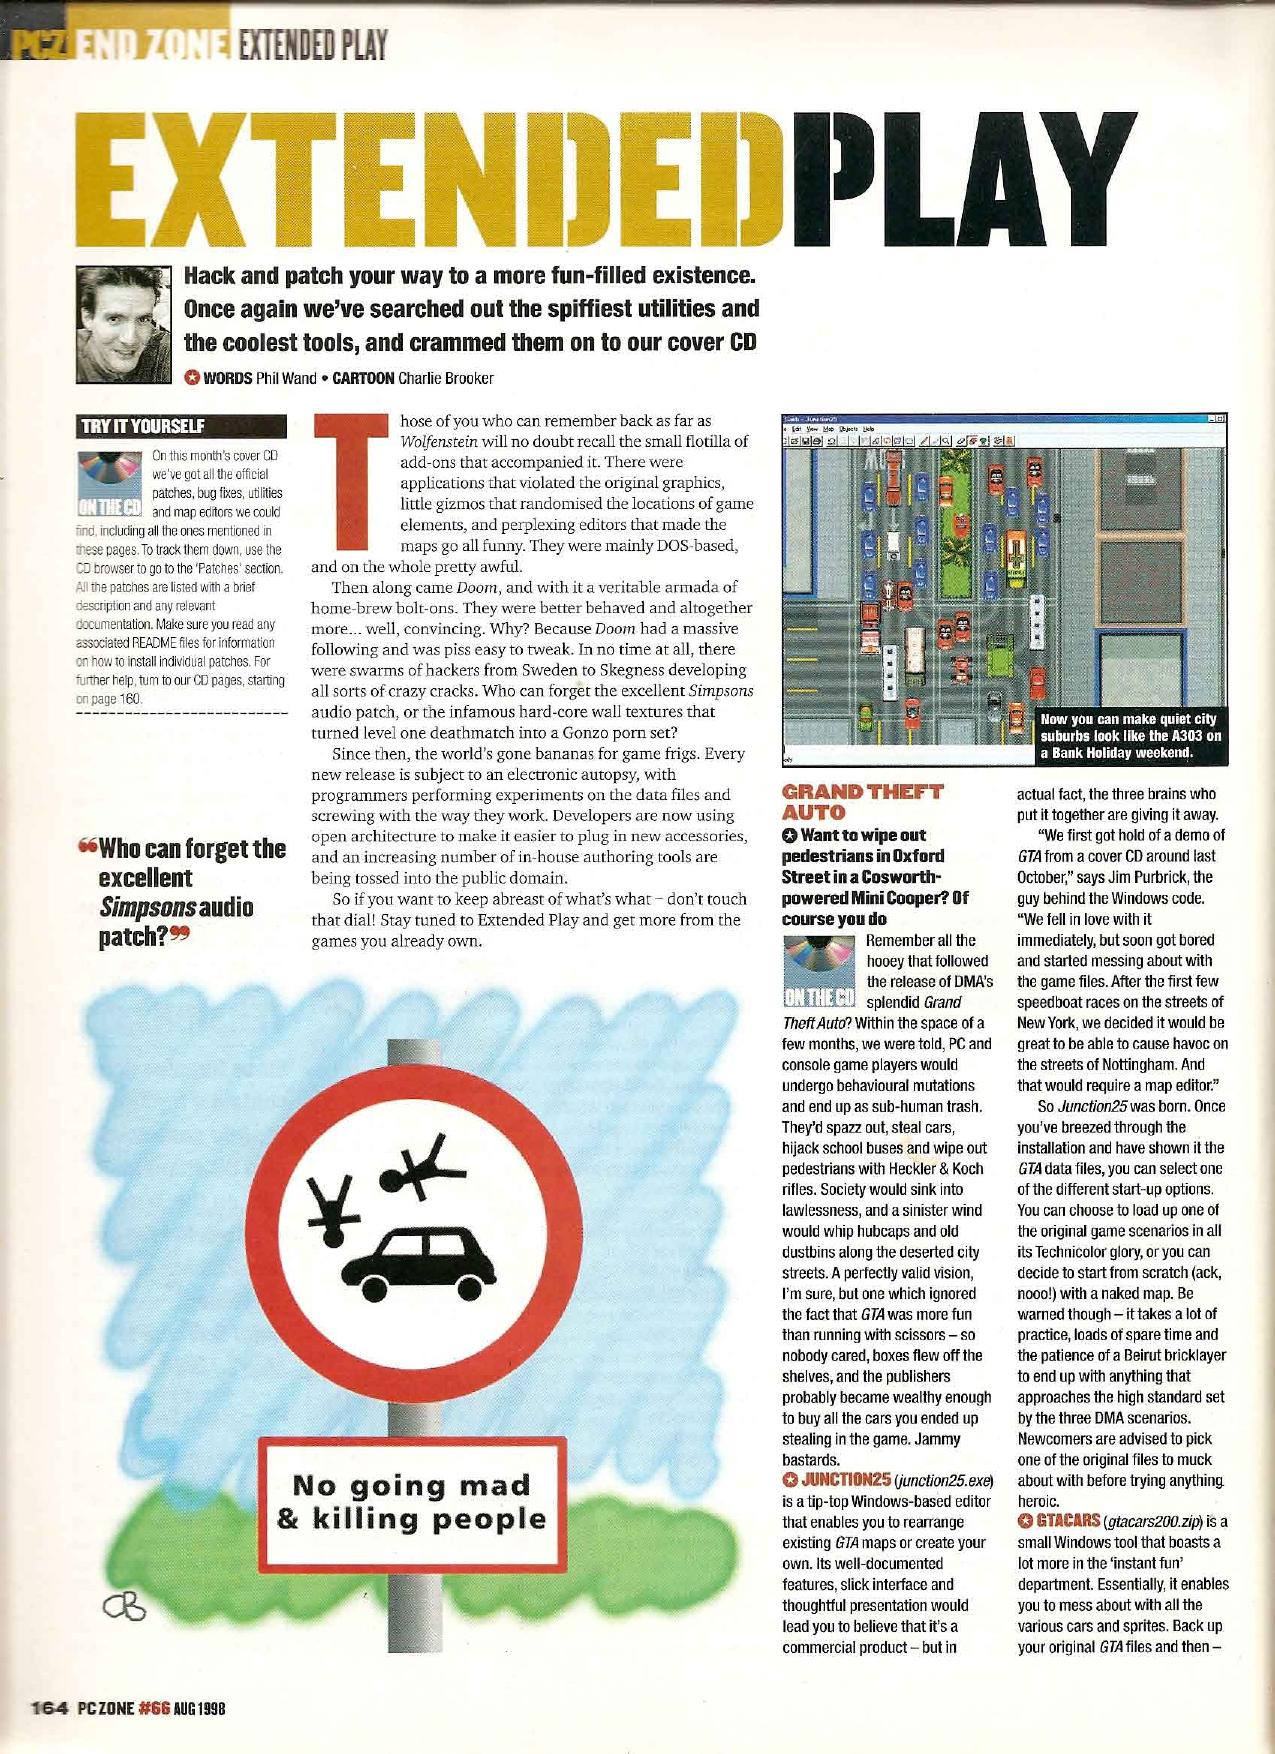 PCZ END ZONE EXTENDED PLAY
EXTENDED PLAY
Hack and patch your way to a more fun-filled existence.
Once again we've searched out the spiffiest utilities and
the coolest tools, and crammed them on to our cover CD
WORDS Phil Wand • CARTOON Charlie Brooker
TRY IT YOURSELF
ON THE CD
On this month's cover CD
we've got all the official
patches, bug fixes, utilities
and map editors we could
find, including all the ones mentioned in
these pages. To track them down, use the
CD browser to go to the 'Patches' section.
All the patches are listed with a brief
description and any relevant
documentation. Make sure you read any
associated README files for information
on how to install individual patches. For
further help, turn to our CD pages, starting
on page 160.
“Who can forget the
excellent
Simpsons audio
patch?”
Those of you who can remember back as far as
Wolfenstein will no doubt recall the small flotilla of
add-ons that accompanied it. There were
applications that violated the original graphics,
little gizmos that randomised the locations of game
elements, and perplexing editors that made the
maps go all funny. They were mainly DOS-based,
and on the whole pretty awful.
Then along came Doom, and with it a veritable armada of
home-brew bolt-ons. They were better behaved and altogether
more... well, convincing. Why? Because Doom had a massive
following and was piss easy to tweak. In no time at all, there
were swarms of hackers from Sweden to Skegness developing
all sorts of crazy cracks. Who can forget the excellent Simpsons
audio patch, or the infamous hard-core wall textures that
turned level one deathmatch into a Gonzo porn set?
Since then, the world's gone bananas for game frigs. Every
new release is subject to an electronic autopsy, with
programmers performing experiments on the data files and
screwing with the way they work. Developers are now using
open architecture to make it easier to plug in new accessories,
and an increasing number of in-house authoring tools are
being tossed into the public domain.
So if you want to keep abreast of what's what – don't touch
that dial! Stay tuned to Extended Play and get more from the
games you already own.
No going mad
& killing people
CB
Edit View Map Objects Help
Now you can make quiet city
suburbs look like the A303 on
a Bank Holiday weekend.
GRAND THEFT
AUTO
Want to wipe out
pedestrians in Oxford
Street in a Cosworth-
powered Mini Cooper? Of
course you do
ON THE CD
Remember all the
hooey that followed
the release of DMA's
splendid Grand
Theft Auto? Within the space of a
few months, we were told, PC and
console game players would
undergo behavioural mutations
and end up as sub-human trash.
They'd spazz out, steal cars,
hijack school buses and wipe out
pedestrians with Heckler & Koch
rifles. Society would sink into
lawlessness, and a sinister wind
would whip hubcaps and old
dustbins along the deserted city
streets. A perfectly valid vision,
I'm sure, but one which ignored
the fact that GTA was more fun
than running with scissors – so
nobody cared, boxes flew off the
shelves, and the publishers
probably became wealthy enough
to buy all the cars you ended up
stealing in the game. Jammy
bastards.
JUNCTION25 (junction25.exe)
is a tip-top Windows-based editor
that enables you to rearrange
existing GTA maps or create your
own. Its well-documented
features, slick interface and
thoughtful presentation would
lead you to believe that it's a
commercial product – but in
actual fact, the three brains who
put it together are giving it away.
“We first got hold of a demo of
GTA from a cover CD around last
October,” says Jim Purbrick, the
guy behind the Windows code.
“We fell in love with it
immediately, but soon got bored
and started messing about with
the game files. After the first few
speedboat races on the streets of
New York, we decided it would be
great to be able to cause havoc on
the streets of Nottingham. And
that would require a map editor.”
So Junction25 was born. Once
you've breezed through the
installation and have shown it the
GTA data files, you can select one
of the different start-up options.
You can choose to load up one of
the original game scenarios in all
its Technicolor glory, or you can
decide to start from scratch (ack,
nooo!) with a naked map. Be
warned though – it takes a lot of
practice, loads of spare time and
the patience of a Beirut bricklayer
to end up with anything that
approaches the high standard set
by the three DMA scenarios.
Newcomers are advised to pick
one of the original files to muck
about with before trying anything
heroic.
GTACARS (gtacars200.zip) is a
small Windows tool that boasts a
lot more in the 'instant fun'
department. Essentially, it enables
you to mess about with all the
various cars and sprites. Back up
your original GTA files and then –
164 PC ZONE #66 AUG 1998